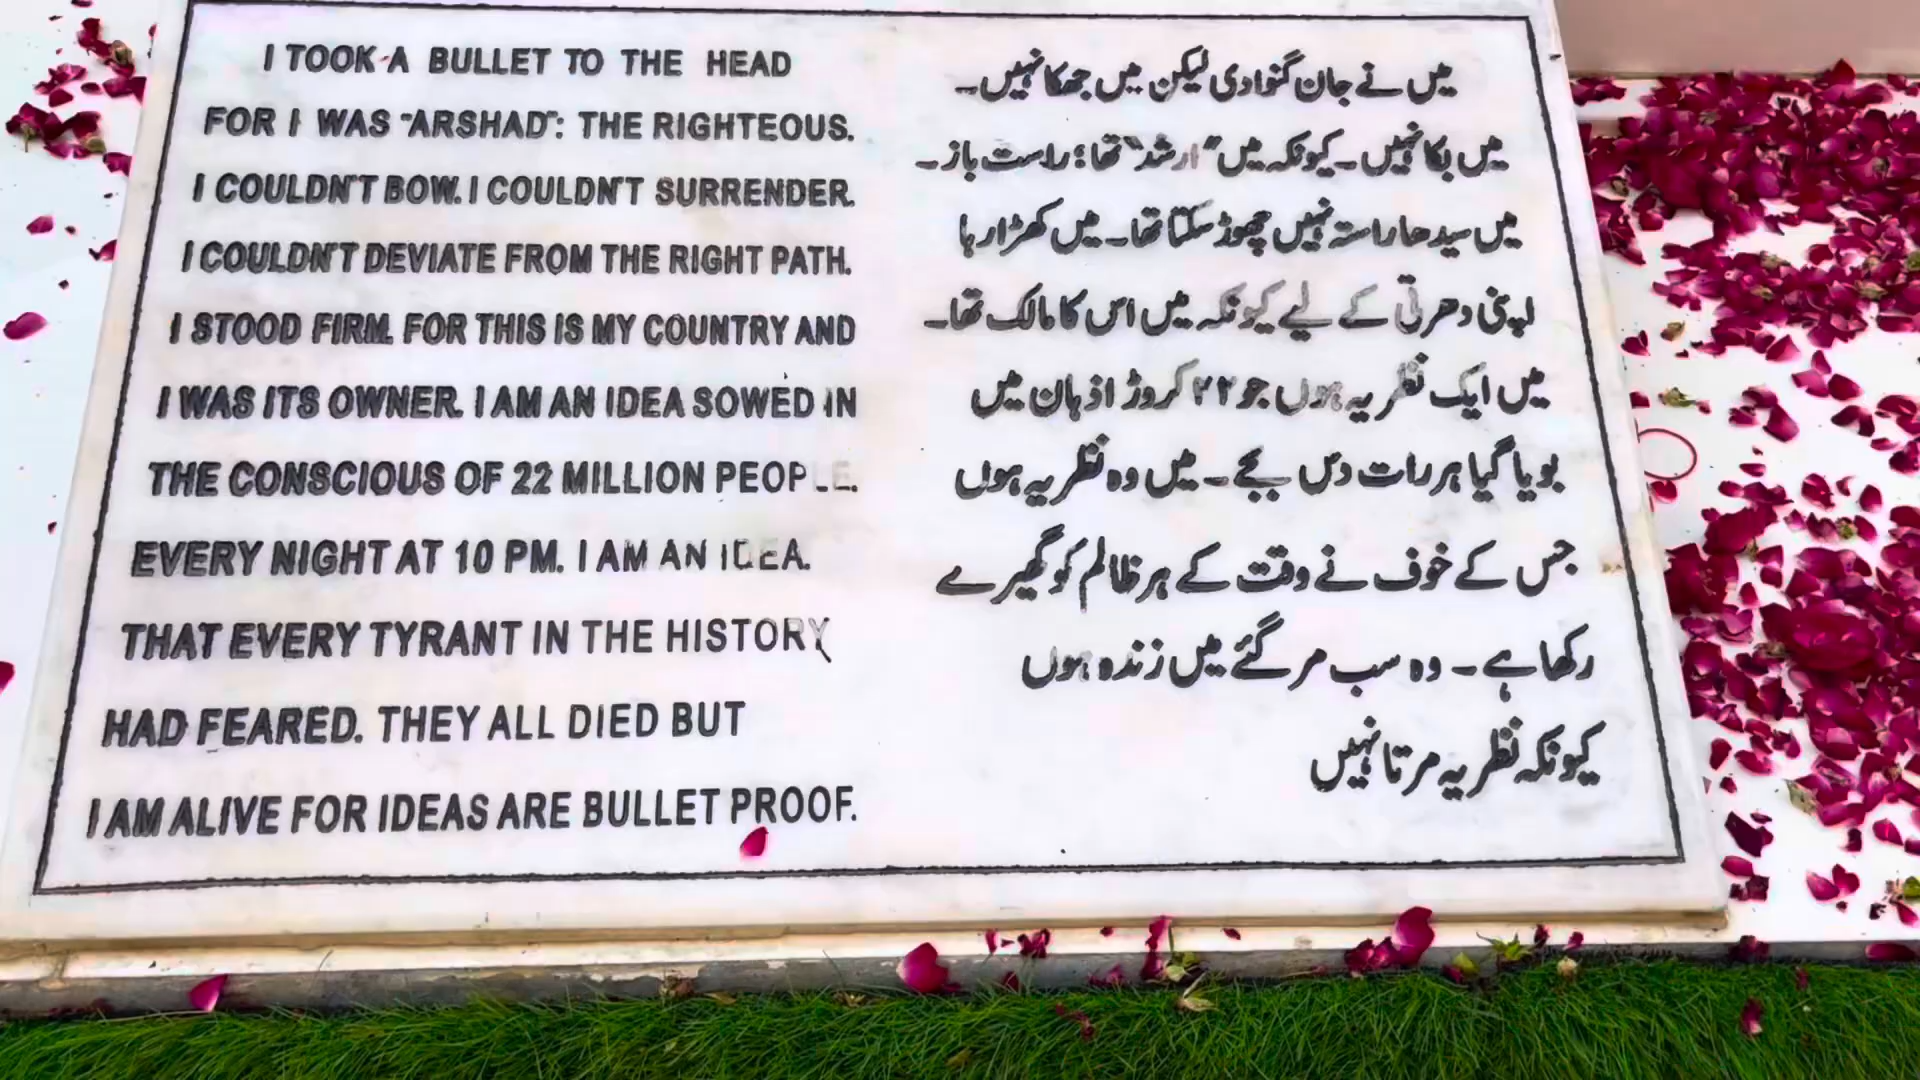 I TOOK A BULLET TO THE HEAD
FOR I WAS "ARSHAD": THE RIGHTEOUS.
I COULDN'T BOW. I COULDN'T SURRENDER.
I COULDN'T DEVIATE FROM THE RIGHT PATH.
I STOOD FIRM. FOR THIS IS MY COUNTRY AND
I WAS ITS OWNER. I AM AN IDEA SOWED IN
THE CONSCIOUS OF 22 MILLION PEOPLE.
EVERY NIGHT AT 10 PM. I AM AN IDEA.
THAT EVERY TYRANT IN THE HISTORY
HAD FEARED. THEY ALL DIED BUT
I AM ALIVE FOR IDEAS ARE BULLET PROOF.
میں نے جان گنوا دی لیکن میں جھکا نہیں۔
میں بکا نہیں۔ کیونکہ میں "ارشد" تھا؛ راست باز۔
میں سیدھا راستہ نہیں چھوڑ سکتا تھا۔ میں کھڑا رہا
اپنی دھرتی کے لیے کیونکہ میں اس کا مالک تھا۔
میں ایک نظریہ ہوں جو ۲۲ کروڑ اذہان میں
بویا گیا ہر رات دس بجے۔ میں وہ نظریہ ہوں
جس کے خوف نے وقت کے ہر ظالم کو گھیرے
رکھا ہے۔ وہ سب مر گئے میں زندہ ہوں
کیونکہ نظریہ مرتا نہیں